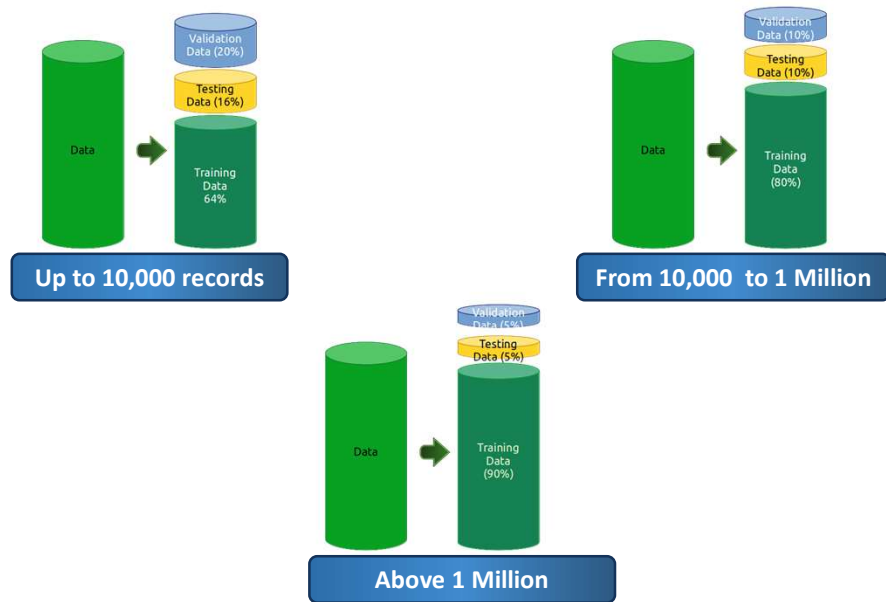 Validation
Data (20%)
Testing
Data (16%)
Data
Training
Data
64%
Up to 10,000 records
Validation
Data (10%)
Testing
Data (10%)
Data
Training
Data
(80%)
From 10,000 to 1 Million
Validation
Data (5%)
Testing
Data (5%)
Data
Training
Data
(90%)
Above 1 Million